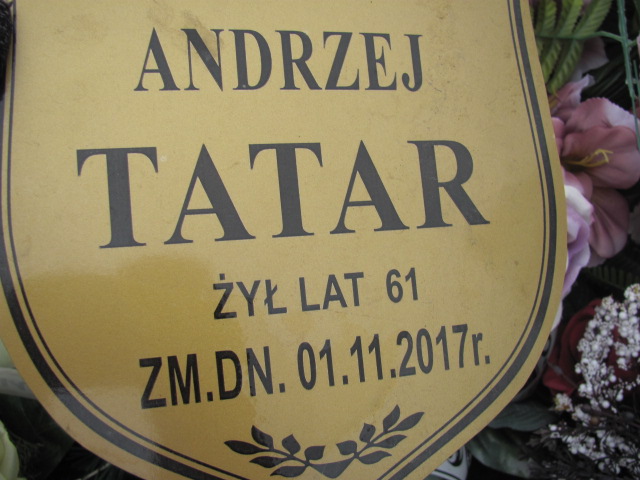 ANDRZEJ
TATAR
ŻYŁ LAT 61
ZM.DN. 01.11.2017r.